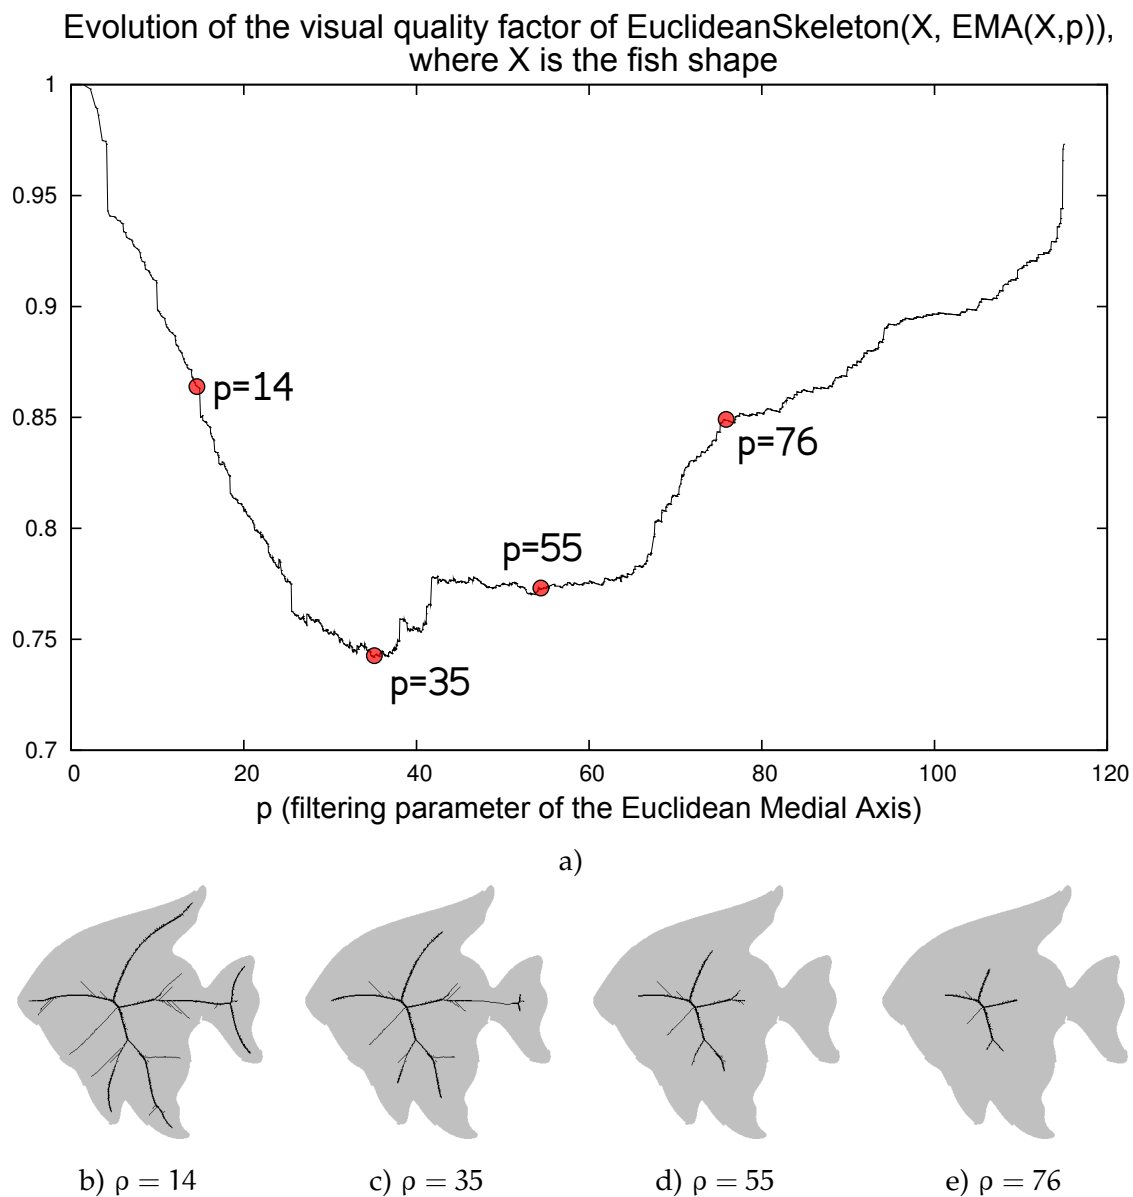 Evolution of the visual quality factor of EuclideanSkeleton(X, EMA(X,p)),
where X is the fish shape
1
0.95
0.9
0.85
0.8
0.75
0.7
p=14
p=76
p=55
p=35
0 20 40 60 80 100 120
p (filtering parameter of the Euclidean Medial Axis)
a)
b) ρ = 14 c) ρ = 35 d) ρ = 55 e) ρ = 76